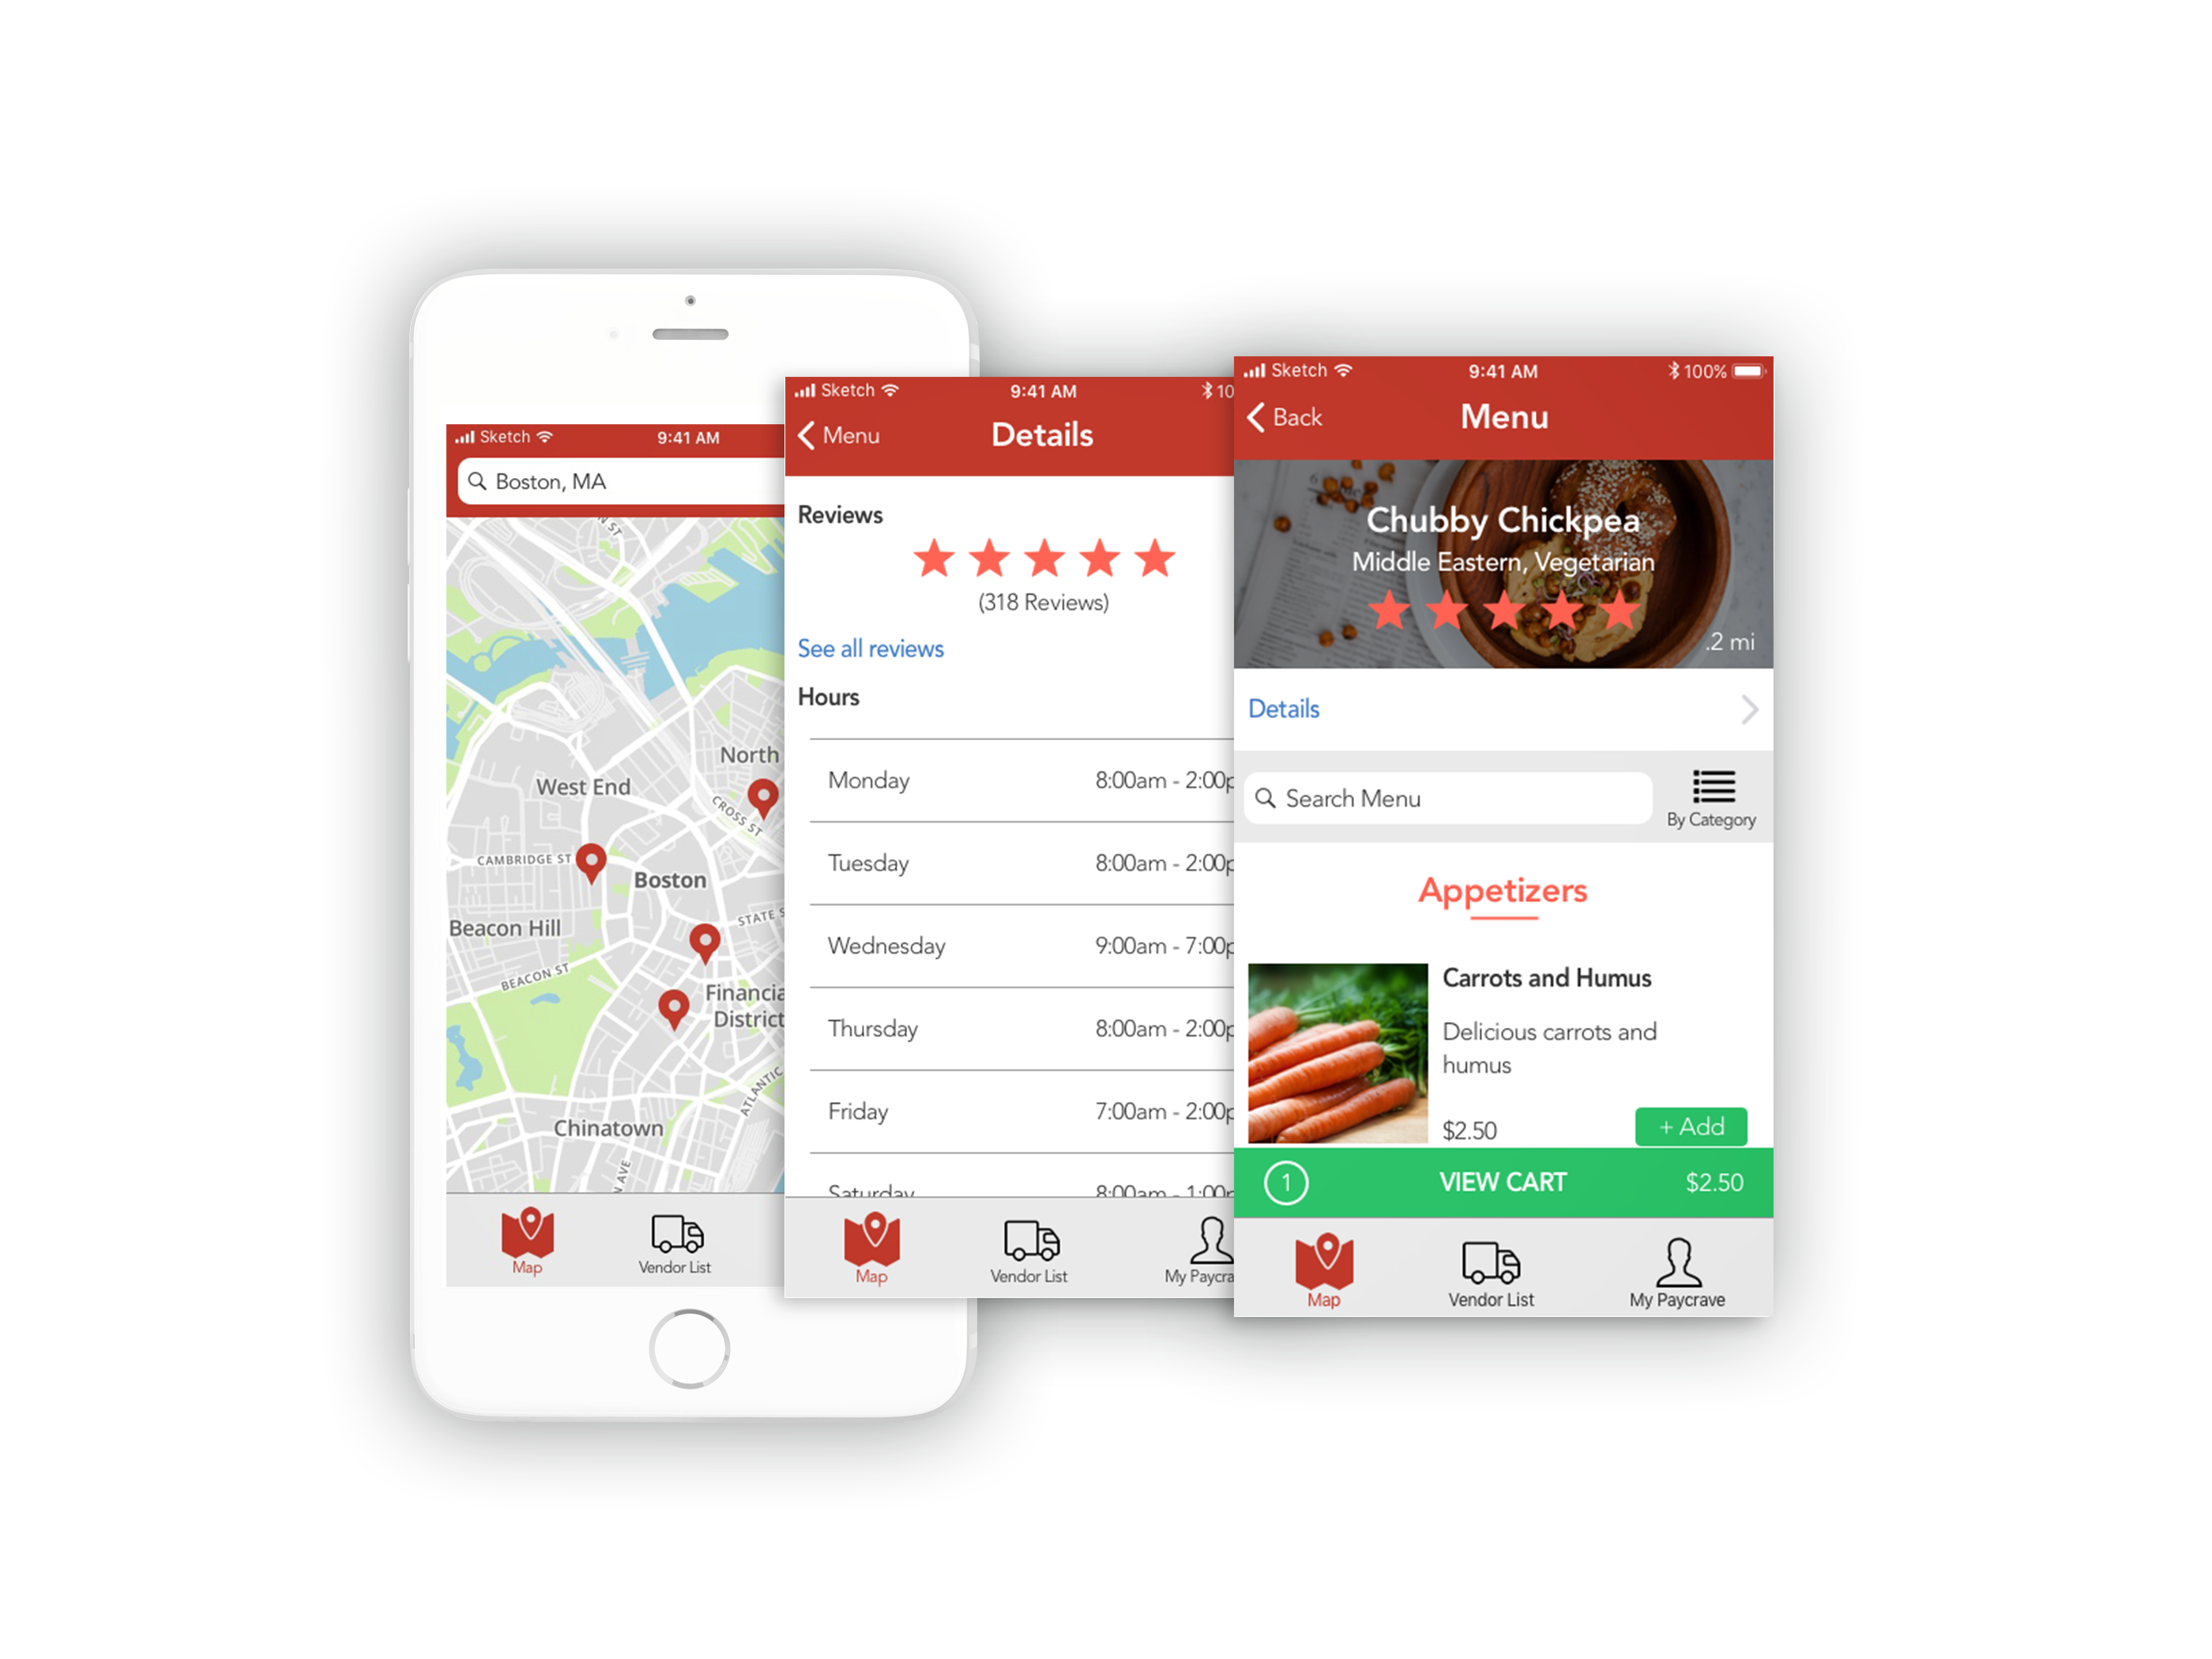 Sketch
9:41 AM
Boston, MA
N ST
North
West End
CROSS ST
CAMBRIDGE ST
Boston
STATE S
Beacon Hill
BEACON ST
Financia
District
ATLANTIC
Chinatown
N AVE
Map
Vendor List
Sketch
9:41 AM
10
Menu
Details
Reviews
(318 Reviews)
See all reviews
Hours
Monday 8:00am - 2:00p
Tuesday 8:00am - 2:00p
Wednesday 9:00am - 7:00p
Thursday 8:00am - 2:00p
Friday 7:00am - 2:00p
Saturday 8:00am - 1:00p
Map
Vendor List
My Paycra
Sketch
9:41 AM
100%
Back
Menu
Chubby Chickpea
Middle Eastern, Vegetarian
.2 mi
Details
Search Menu
By Category
Appetizers
Carrots and Humus
Delicious carrots and
humus
$2.50
+ Add
1
VIEW CART
$2.50
Map
Vendor List
My Paycrave